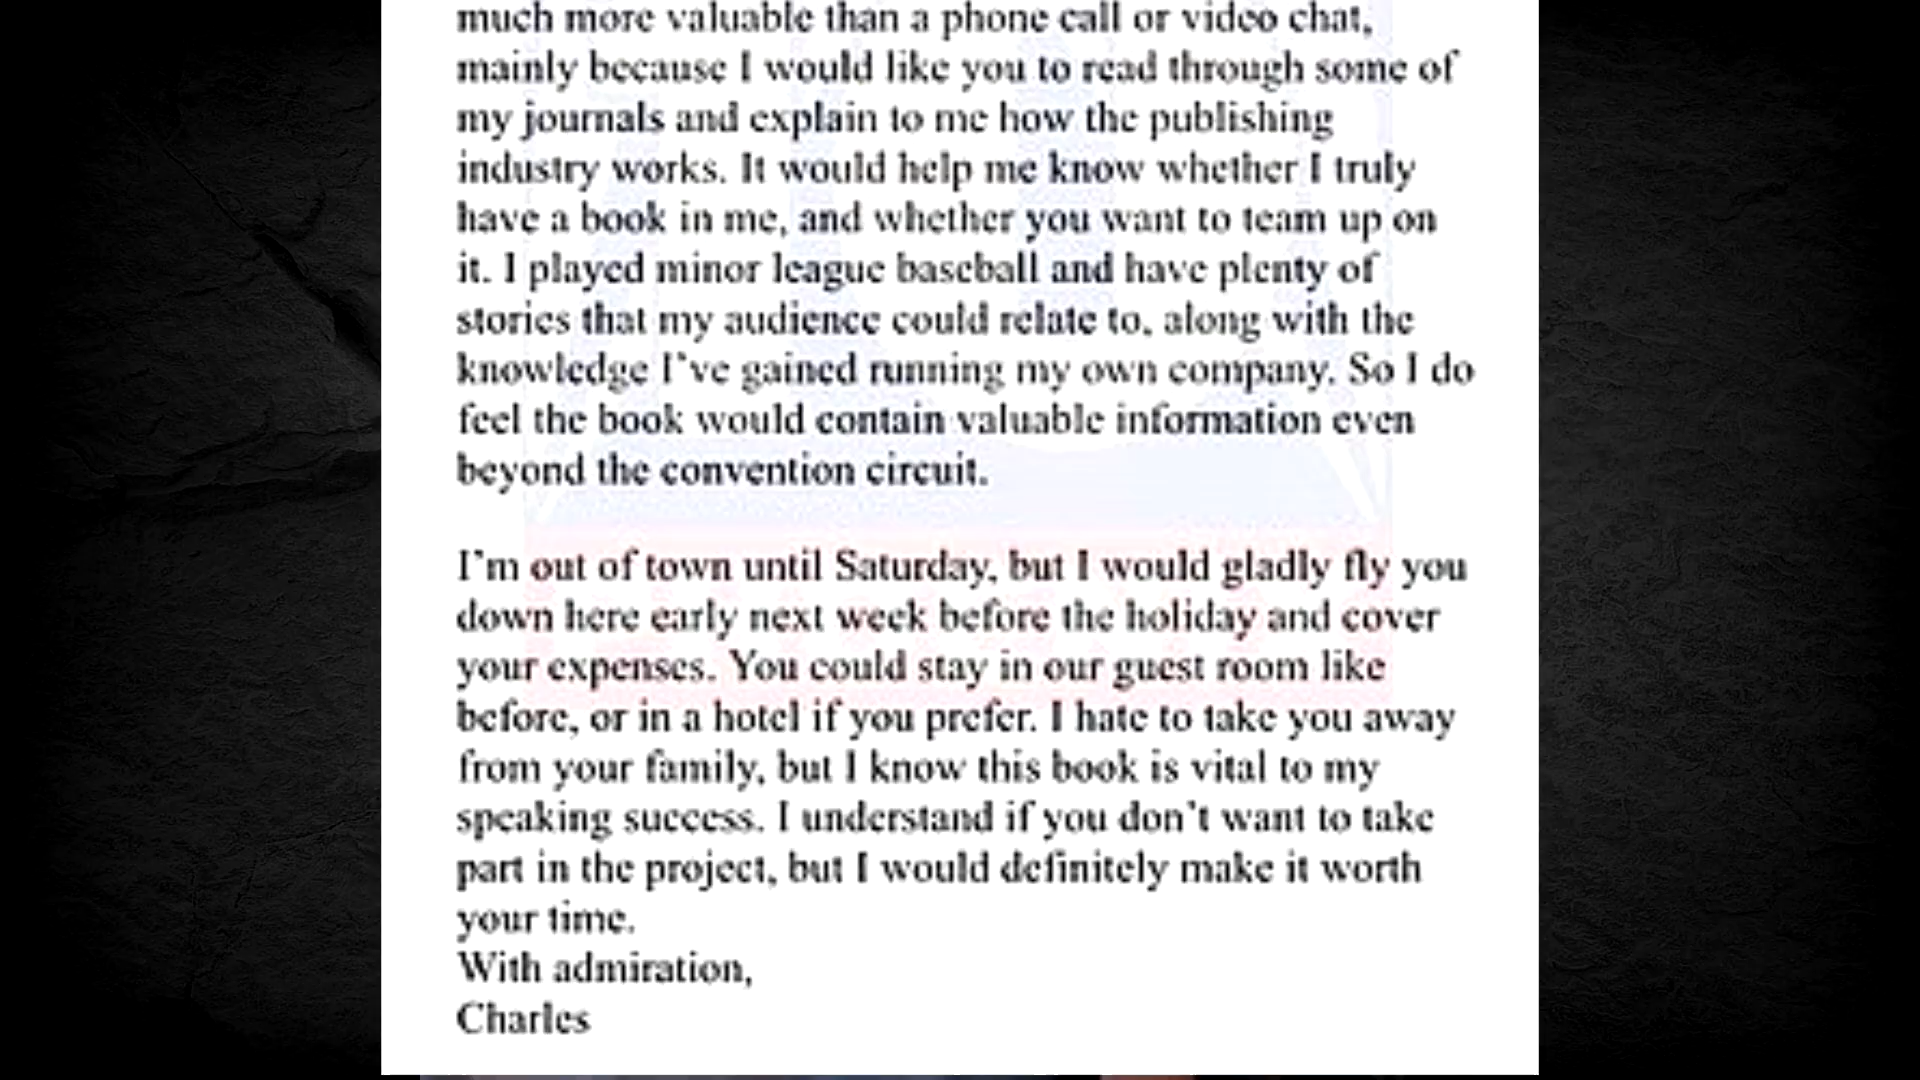 much more valuable than a phone call or video chat,
mainly because I would like you to read through some of
my journals and explain to me how the publishing
industry works. It would help me know whether I truly
have a book in me, and whether you want to team up on
it. I played minor league baseball and have plenty of
stories that my audience could relate to, along with the
knowledge I've gained running my own company. So I do
feel the book would contain valuable information even
beyond the convention circuit.
I'm out of town until Saturday, but I would gladly fly you
down here early next week before the holiday and cover
your expenses. You could stay in our guest room like
before, or in a hotel if you prefer. I hate to take you away
from your family, but I know this book is vital to my
speaking success. I understand if you don't want to take
part in the project, but I would definitely make it worth
your time.
With admiration,
Charles